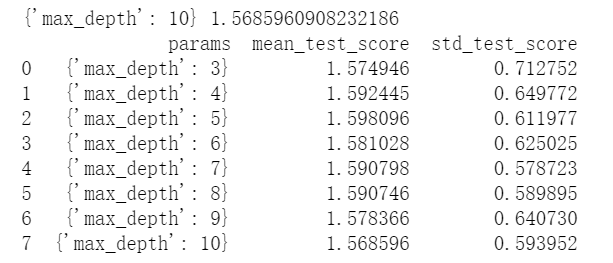 {'max_depth': 10} 1.5685960908232186
params mean_test_score std_test_score
0 {'max_depth': 3} 1.574946 0.712752
1 {'max_depth': 4} 1.592445 0.649772
2 {'max_depth': 5} 1.598096 0.611977
3 {'max_depth': 6} 1.581028 0.625025
4 {'max_depth': 7} 1.590798 0.578723
5 {'max_depth': 8} 1.590746 0.589895
6 {'max_depth': 9} 1.578366 0.640730
7 {'max_depth': 10} 1.568596 0.593952